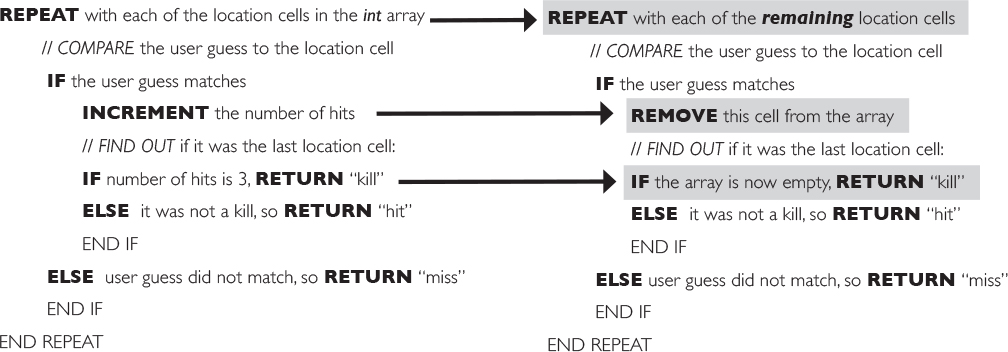 REPEAT with each of the location cells in the int array
// COMPARE the user guess to the location cell
IF the user guess matches
INCREMENT the number of hits
// FIND OUT if it was the last location cell:
IF number of hits is 3, RETURN “kill”
ELSE it was not a kill, so RETURN “hit”
END IF
ELSE user guess did not match, so RETURN “miss”
END IF
END REPEAT
REPEAT with each of the remaining location cells
// COMPARE the user guess to the location cell
IF the user guess matches
REMOVE this cell from the array
// FIND OUT if it was the last location cell:
IF the array is now empty, RETURN “kill”
ELSE it was not a kill, so RETURN “hit”
END IF
ELSE user guess did not match, so RETURN “miss”
END IF
END REPEAT